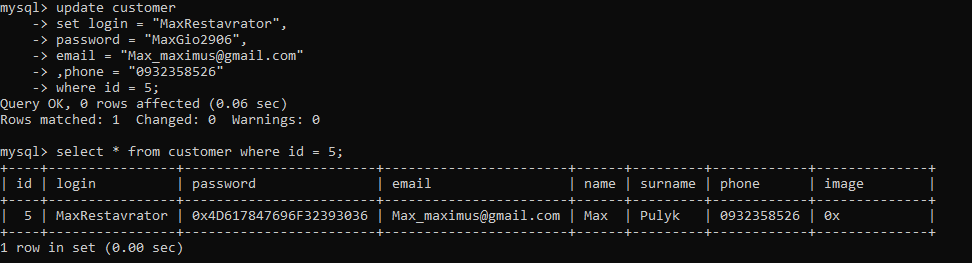 mysql> update customer
    -> set login = "MaxRestavrator",
    -> password = "MaxGio2906",
    -> email = "Max_maximus@gmail.com"
    -> ,phone = "0932358526"
    -> where id = 5;
Query OK, 0 rows affected (0.06 sec)
Rows matched: 1  Changed: 0  Warnings: 0

mysql> select * from customer where id = 5;
+----+----------------+------------------------+-----------------------+------+---------+------------+--------------+
| id | login          | password               | email                 | name | surname | phone      | image        |
+----+----------------+------------------------+-----------------------+------+---------+------------+--------------+
|  5 | MaxRestavrator | 0x4D617847696F32393036 | Max_maximus@gmail.com | Max  | Pulyk   | 0932358526 | 0x           |
+----+----------------+------------------------+-----------------------+------+---------+------------+--------------+
1 row in set (0.00 sec)